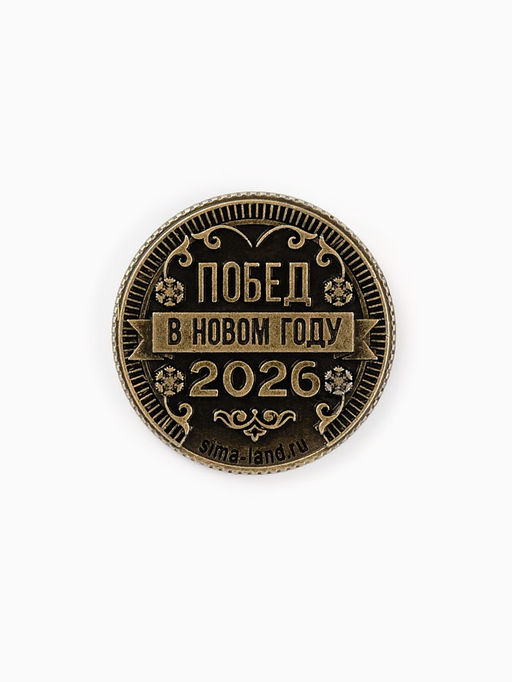 ПОБЕД
В НОВОМ ГОДУ
2026
sima-land.ru